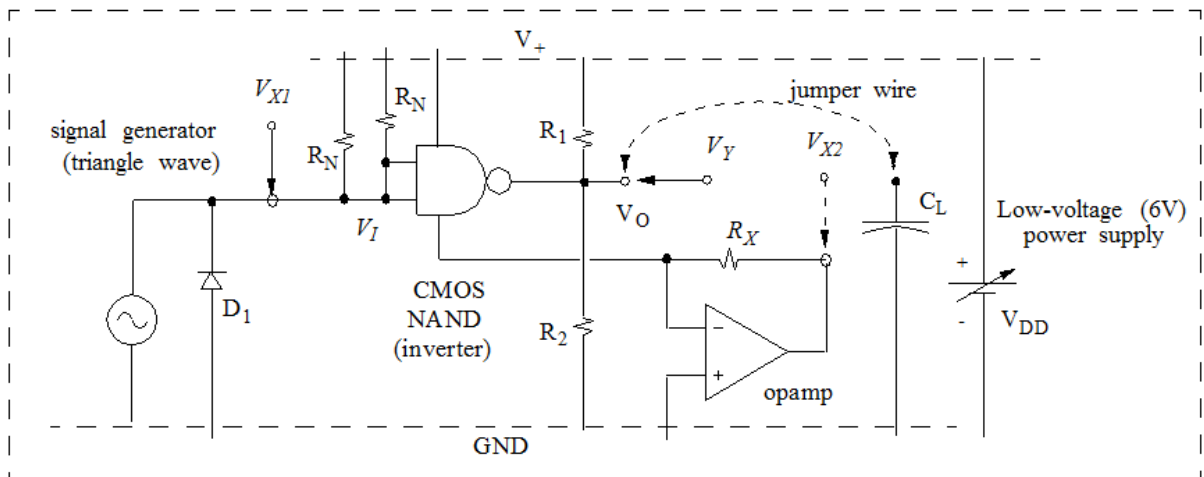 V+
jumper wire
VX1
RN
RN
R1
VY
VX2
signal generator
(triangle wave)
VI
VO
CL
RX
Low-voltage (6V)
power supply
+
-
VDD
D1
CMOS
NAND
(inverter)
R2
−
+
opamp
GND